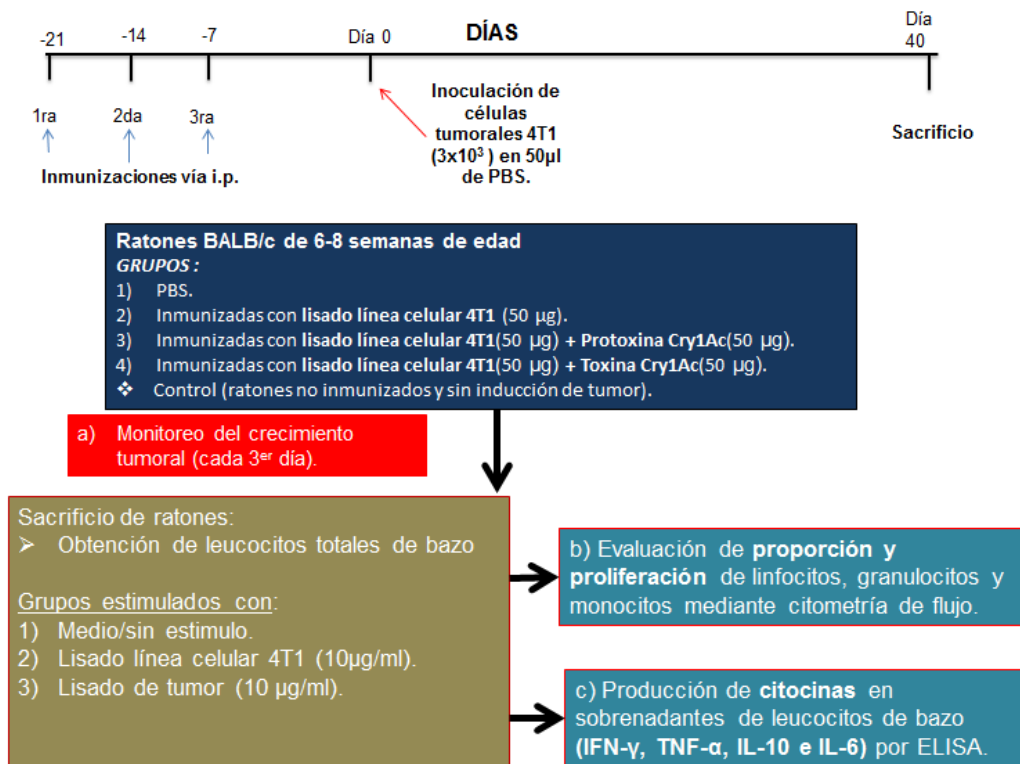 -21 -14 -7 Día 0 DÍAS Día
40
1ra 2da 3ra
Inmunizaciones vía i.p.
Inoculación de
células
tumorales 4T1
(3x10³ ) en 50µl
de PBS.
Sacrificio
Ratones BALB/c de 6-8 semanas de edad
GRUPOS :
1) PBS.
2) Inmunizadas con lisado línea celular 4T1 (50 µg).
3) Inmunizadas con lisado línea celular 4T1(50 µg) + Protoxina Cry1Ac(50 µg).
4) Inmunizadas con lisado línea celular 4T1(50 µg) + Toxina Cry1Ac(50 µg).
❖ Control (ratones no inmunizados y sin inducción de tumor).
a) Monitoreo del crecimiento
tumoral (cada 3er día).
Sacrificio de ratones:
➢ Obtención de leucocitos totales de bazo
Grupos estimulados con:
1) Medio/sin estimulo.
2) Lisado línea celular 4T1 (10µg/ml).
3) Lisado de tumor (10 µg/ml).
b) Evaluación de proporción y
proliferación de linfocitos, granulocitos y
monocitos mediante citometría de flujo.
c) Producción de citocinas en
sobrenadantes de leucocitos de bazo
(IFN-γ, TNF-α, IL-10 e IL-6) por ELISA.